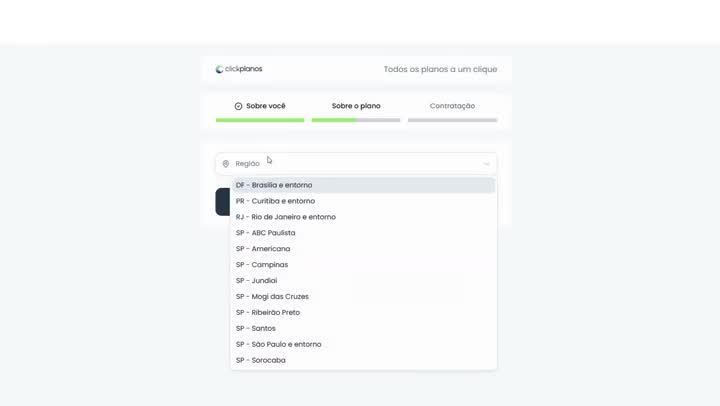 clickplanos
Todos os planos a um clique
Sobre você
Sobre o plano
Contratação
Região
DF - Brasília e entorno
PR - Curitiba e entorno
RJ - Rio de Janeiro e entorno
SP - ABC Paulista
SP - Americana
SP - Campinas
SP - Jundiaí
SP - Mogi das Cruzes
SP - Ribeirão Preto
SP - Santos
SP - São Paulo e entorno
SP - Sorocaba